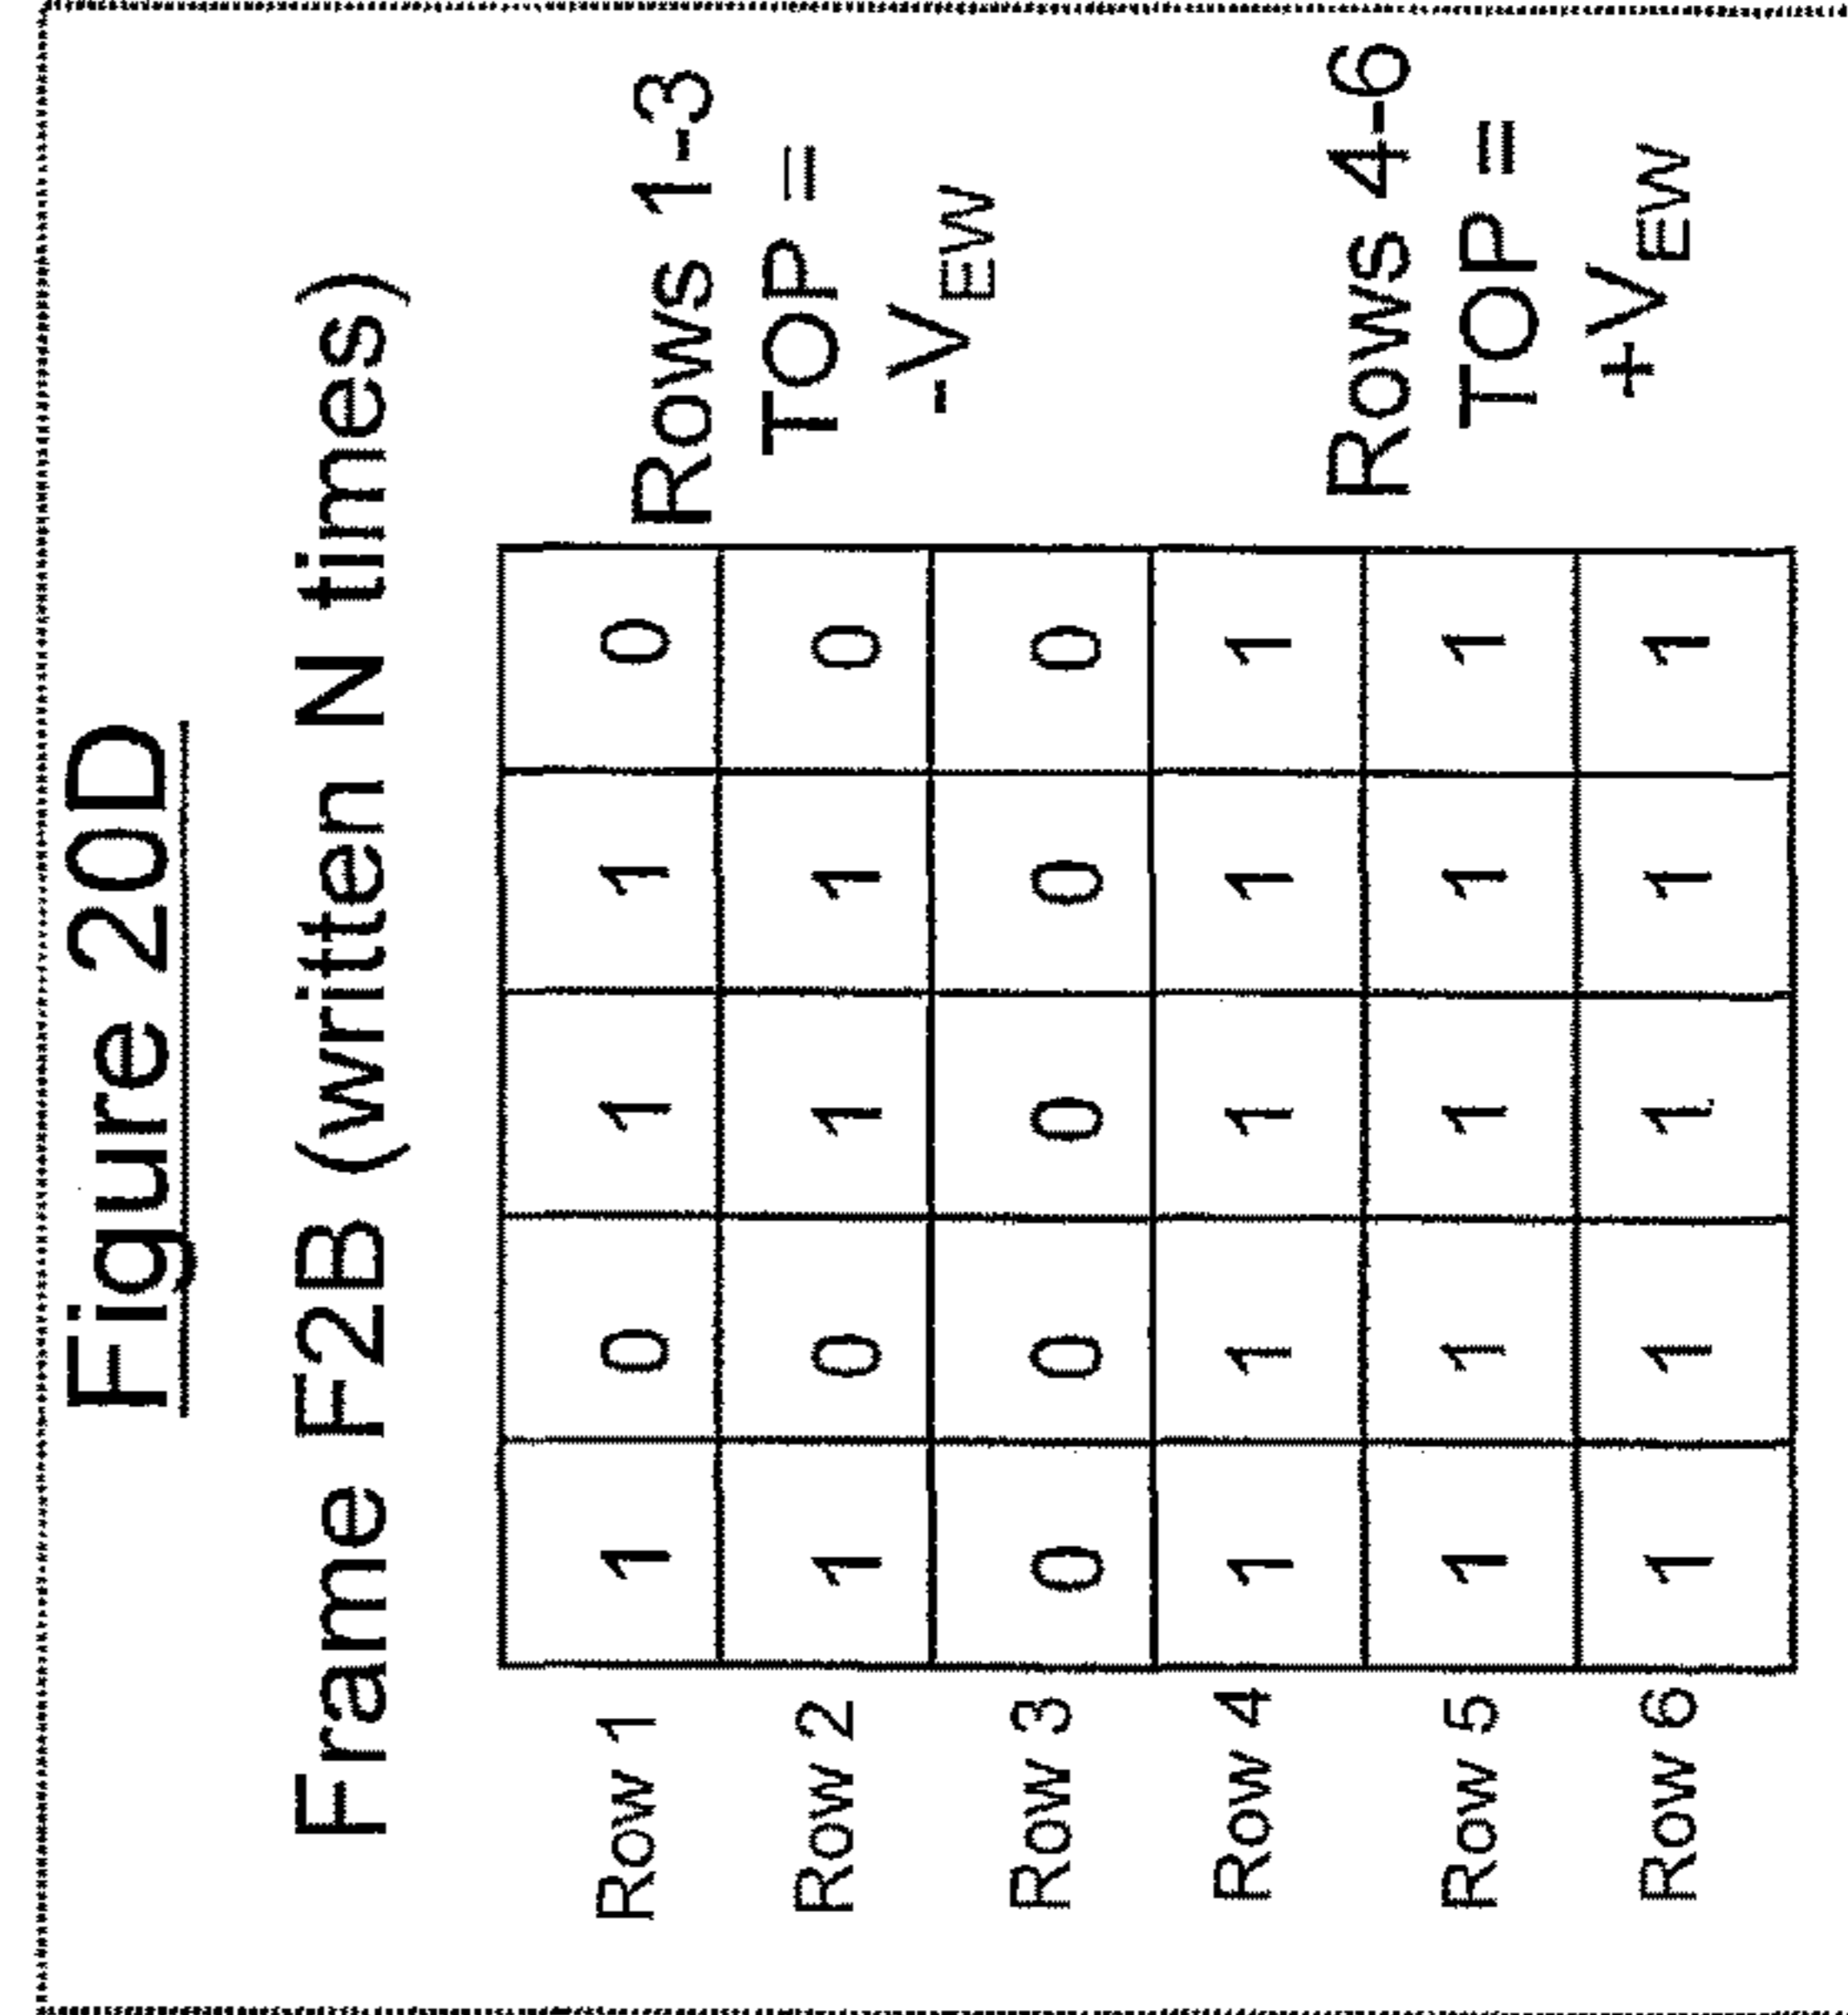 Figure 20D
Frame F2B (written N times)
Row 1 1 0 1 1 0
Row 2 1 0 1 1 0
Row 3 0 0 0 0 0
Row 4 1 1 1 1 1
Row 5 1 1 1 1 1
Row 6 1 1 1 1 1
Rows 1-3
TOP =
-VEW
Rows 4-6
TOP =
+VEW